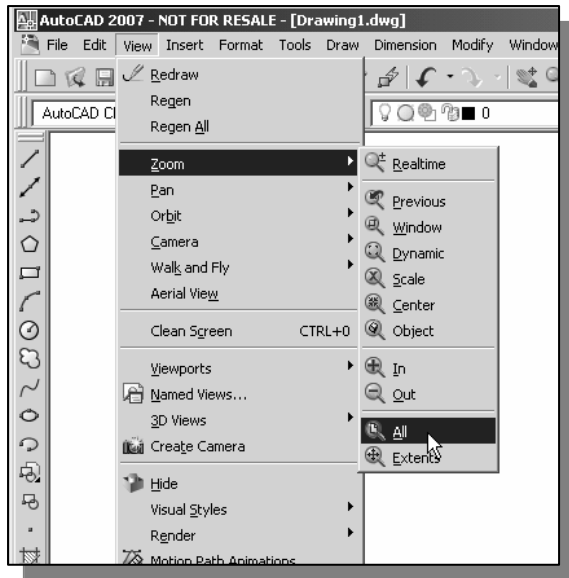 AutoCAD 2007 - NOT FOR RESALE - [Drawing1.dwg]
File Edit View Insert Format Tools Draw Dimension Modify Window
AutoCAD Cl
0
Redraw
Regen
Regen All
Zoom
Pan
Orbit
Camera
Walk and Fly
Aerial View
Clean Screen CTRL+0
Viewports
Named Views...
3D Views
Create Camera
Hide
Visual Styles
Render
Motion Path Animations
Realtime
Previous
Window
Dynamic
Scale
Center
Object
In
Out
All
Extents